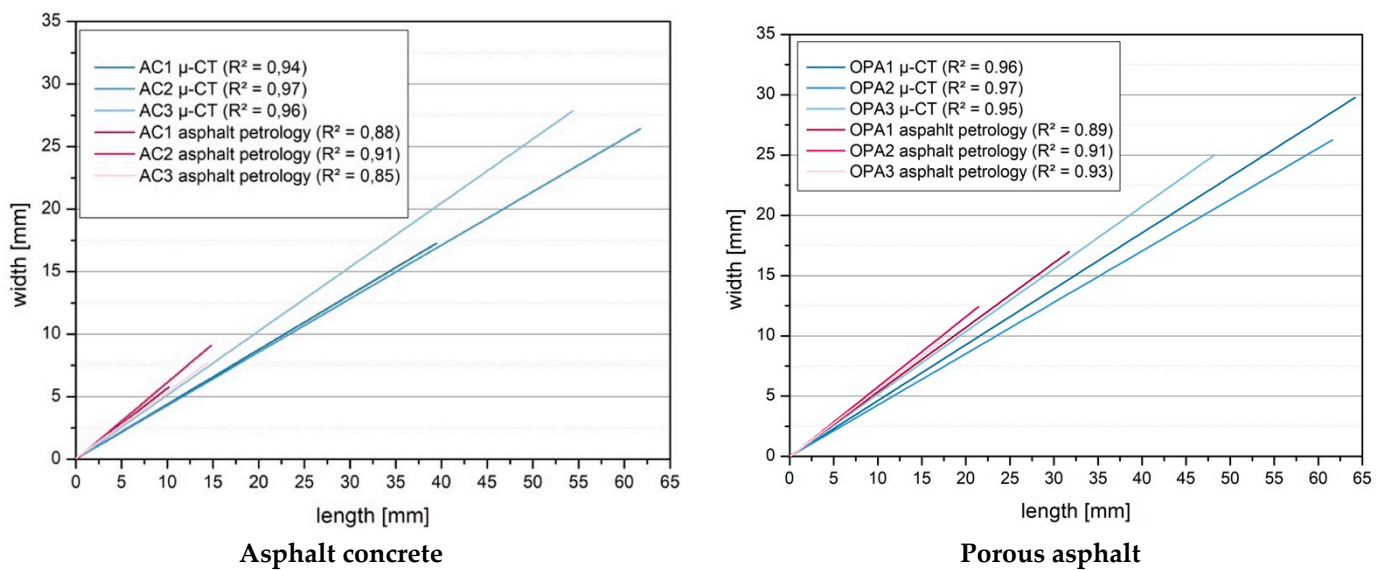 35
30
25
20
15
10
5
0
width [mm]
AC1 µ-CT (R² = 0,94)
AC2 µ-CT (R² = 0,97)
AC3 µ-CT (R² = 0,96)
AC1 asphalt petrology (R² = 0,88)
AC2 asphalt petrology (R² = 0,91)
AC3 asphalt petrology (R² = 0,85)
0 5 10 15 20 25 30 35 40 45 50 55 60 65
length [mm]
Asphalt concrete
35
30
25
20
15
10
5
0
width [mm]
OPA1 µ-CT (R² = 0.96)
OPA2 µ-CT (R² = 0.97)
OPA3 µ-CT (R² = 0.95)
OPA1 aspahlt petrology (R² = 0.89)
OPA2 asphalt petrology (R² = 0.91)
OPA3 asphalt petrology (R² = 0.93)
0 5 10 15 20 25 30 35 40 45 50 55 60 65
length [mm]
Porous asphalt